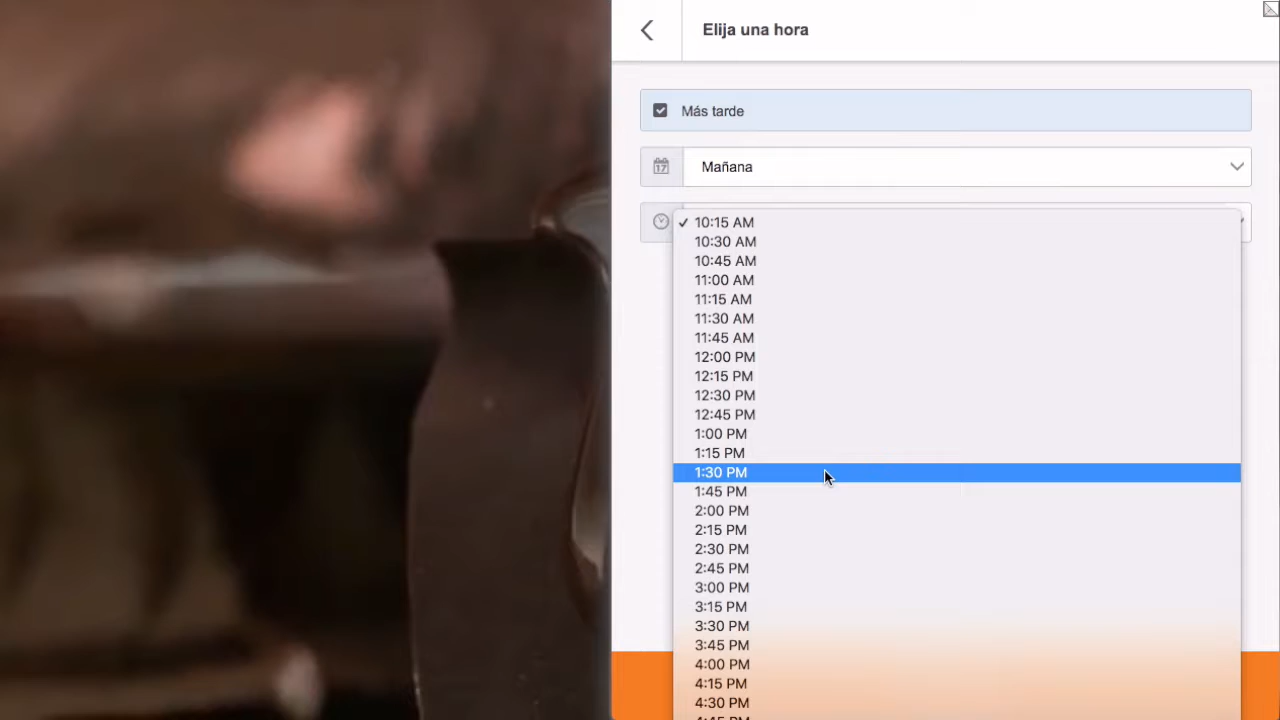 Elija una hora
Más tarde
17
Mañana
✓ 10:15 AM
10:30 AM
10:45 AM
11:00 AM
11:15 AM
11:30 AM
11:45 AM
12:00 PM
12:15 PM
12:30 PM
12:45 PM
1:00 PM
1:15 PM
1:30 PM
1:45 PM
2:00 PM
2:15 PM
2:30 PM
2:45 PM
3:00 PM
3:15 PM
3:30 PM
3:45 PM
4:00 PM
4:15 PM
4:30 PM